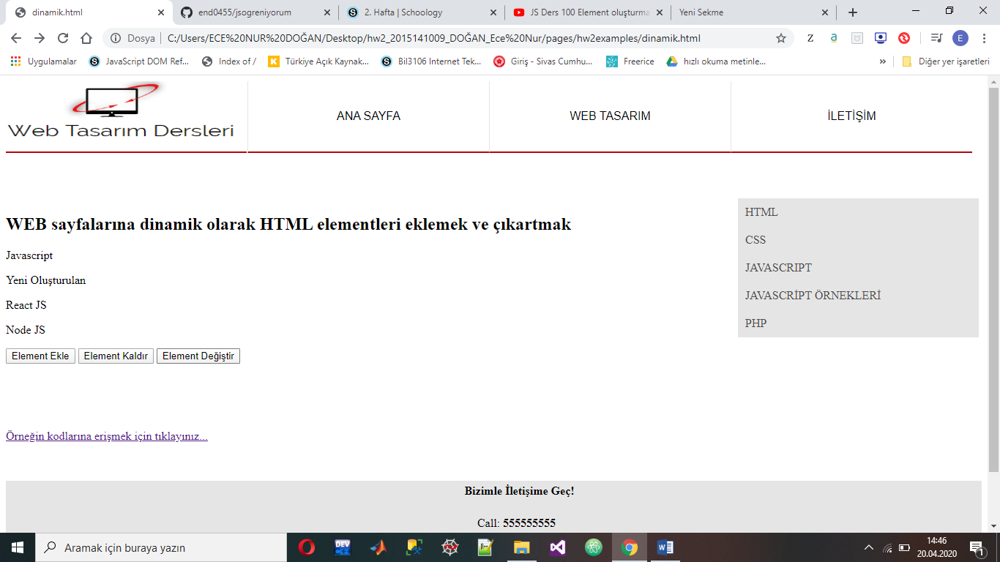 dinamik.html
end0455/jsogreniyorum
2. Hafta | Schoology
JS Ders 100 Element oluşturma
Yeni Sekme
Dosya
C:/Users/ECE%20NUR%20DOĞAN/Desktop/hw2_2015141009_DOĞAN_Ece%20Nur/pages/hw2examples/dinamik.html
Uygulamalar
JavaScript DOM Ref...
Index of /
Türkiye Açık Kaynak...
Bil3106 Internet Tek...
Giriş - Sivas Cumhu...
Freerice
hızlı okuma metinle...
Diğer yer işaretleri
Web Tasarım Dersleri
ANA SAYFA
WEB TASARIM
İLETİŞİM
WEB sayfalarına dinamik olarak HTML elementleri eklemek ve çıkartmak
Javascript
Yeni Oluşturulan
React JS
Node JS
Element Ekle
Element Kaldır
Element Değiştir
HTML
CSS
JAVASCRIPT
JAVASCRİPT ÖRNEKLERİ
PHP
Örneğin kodlarına erişmek için tıklayınız...
Bizimle İletişime Geç!
Call: 555555555
Aramak için buraya yazın
14:46
20.04.2020